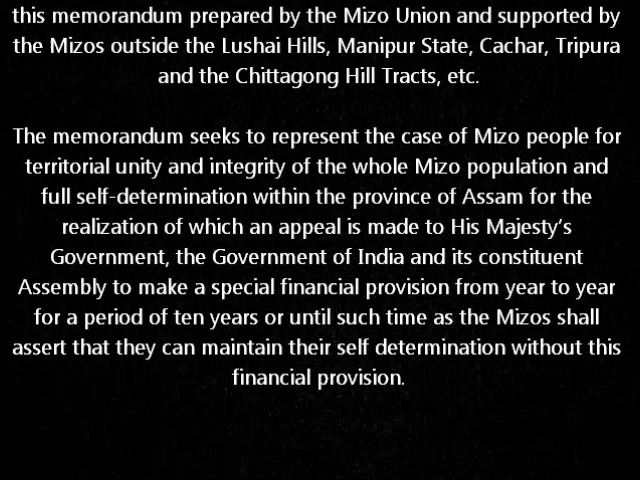 this memorandum prepared by the Mizo Union and supported by
the Mizos outside the Lushai Hills, Manipur State, Cachar, Tripura
and the Chittagong Hill Tracts, etc.
The memorandum seeks to represent the case of Mizo people for
territorial unity and integrity of the whole Mizo population and
full self-determination within the province of Assam for the
realization of which an appeal is made to His Majesty's
Government, the Government of India and its constituent
Assembly to make a special financial provision from year to year
for a period of ten years or until such time as the Mizos shall
assert that they can maintain their self determination without this
financial provision.